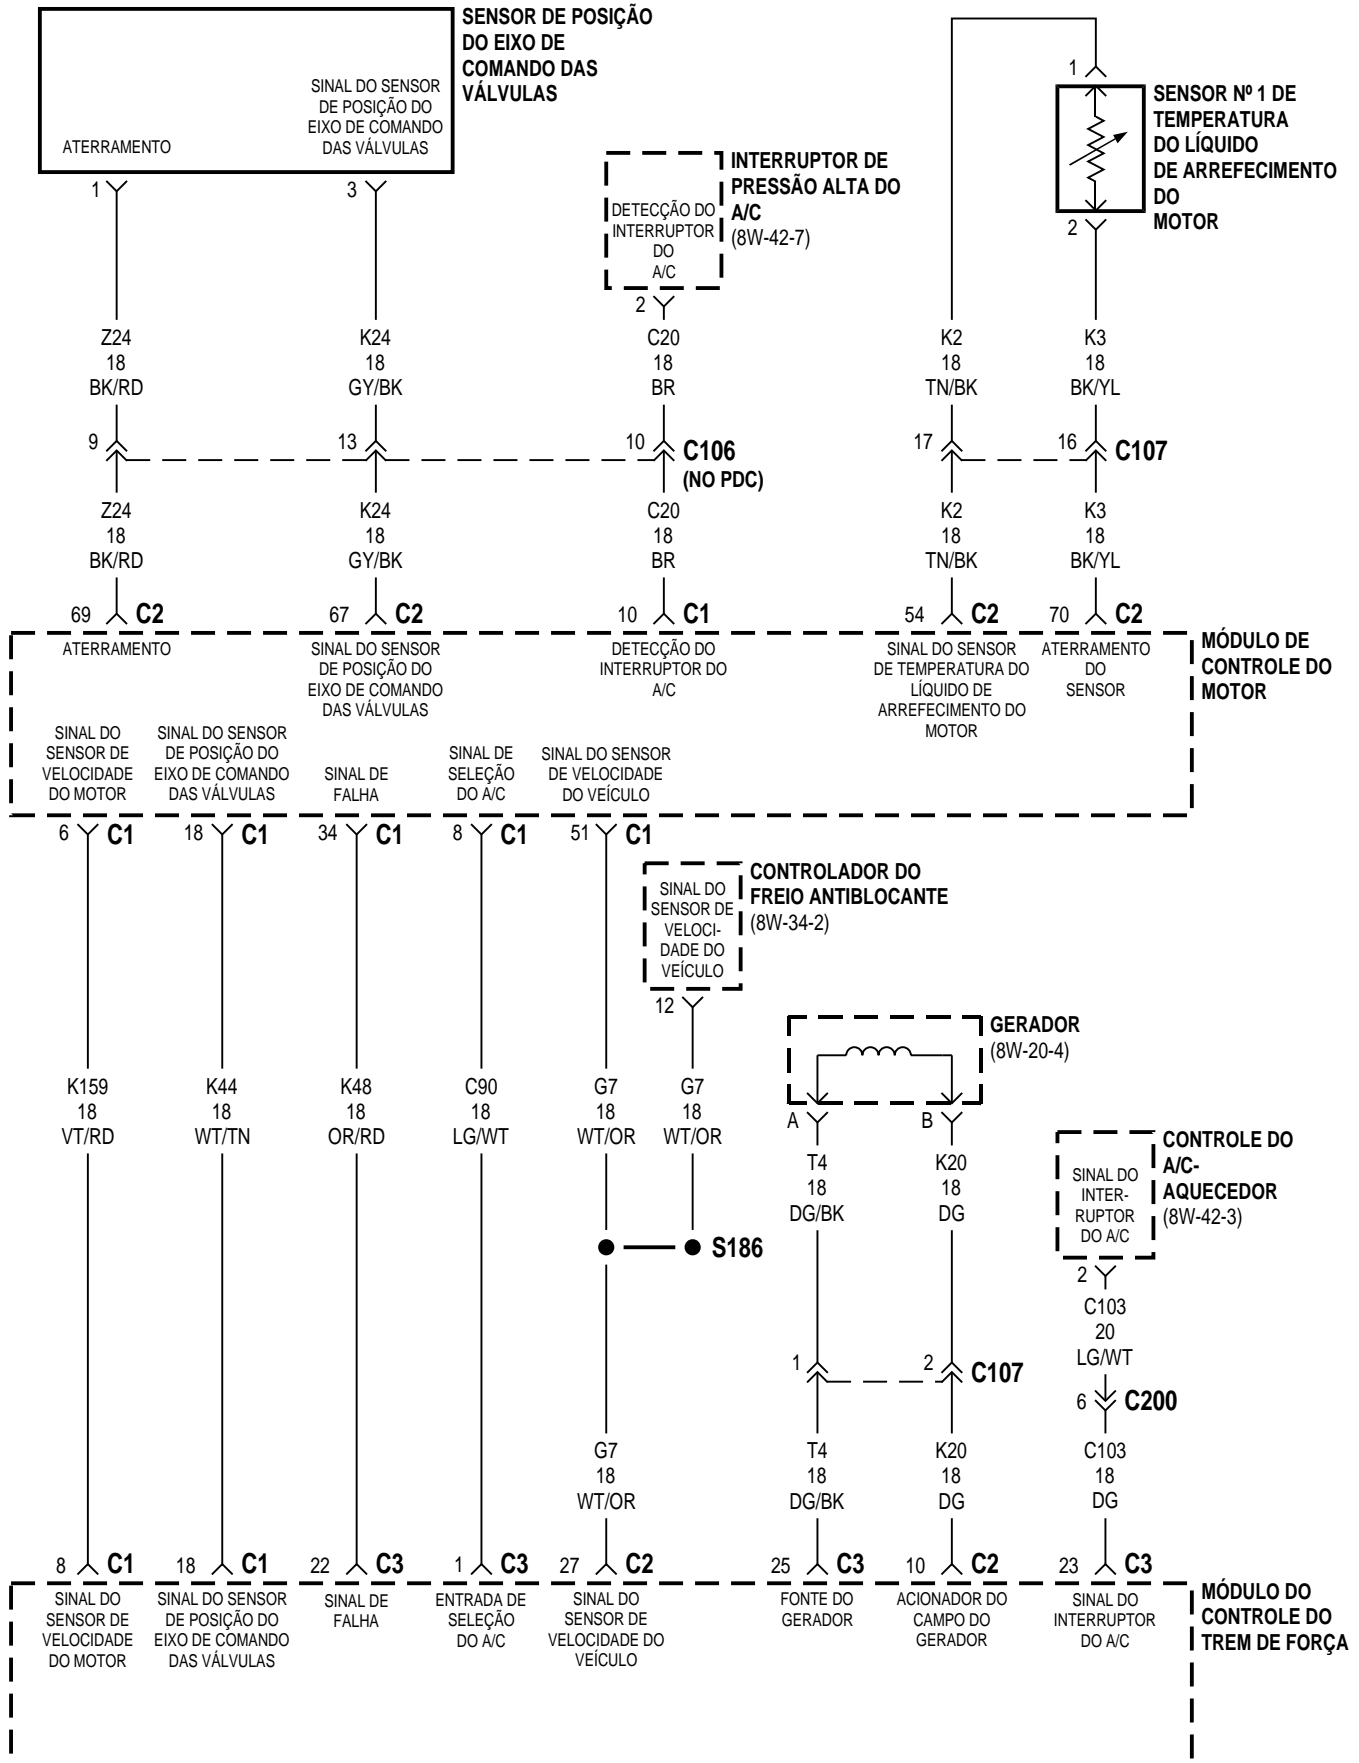 SENSOR DE POSIÇÃO
DO EIXO DE
COMANDO DAS
VÁLVULAS
SINAL DO SENSOR
DE POSIÇÃO DO
EIXO DE COMANDO
DAS VÁLVULAS
ATERRAMENTO
1
3
INTERRUPTOR DE
PRESSÃO ALTA DO
A/C
(8W-42-7)
DETECÇÃO DO
INTERRUPTOR
DO
A/C
2
1
SENSOR Nº 1 DE
TEMPERATURA
DO LÍQUIDO
DE ARREFECIMENTO
DO
MOTOR
2
Z24
18
BK/RD
K24
18
GY/BK
C20
18
BR
K2
18
TN/BK
K3
18
BK/YL
9
13
10
C106
(NO PDC)
17
16
C107
Z24
18
BK/RD
K24
18
GY/BK
C20
18
BR
K2
18
TN/BK
K3
18
BK/YL
69 C2
67 C2
10 C1
54 C2
70 C2
MÓDULO DE
CONTROLE DO
MOTOR
ATERRAMENTO
SINAL DO SENSOR
DE POSIÇÃO DO
EIXO DE COMANDO
DAS VÁLVULAS
DETECÇÃO DO
INTERRUPTOR DO
A/C
SINAL DO SENSOR
DE TEMPERATURA DO
LÍQUIDO DE
ARREFECIMENTO DO
MOTOR
ATERRAMENTO
DO
SENSOR
SINAL DO
SENSOR DE
VELOCIDADE
DO MOTOR
SINAL DO SENSOR
DE POSIÇÃO DO
EIXO DE COMANDO
DAS VÁLVULAS
SINAL DE
FALHA
SINAL DE
SELEÇÃO
DO A/C
SINAL DO SENSOR
DE VELOCIDADE
DO VEÍCULO
6 C1
18 C1
34 C1
8 C1
51 C1
CONTROLADOR DO
FREIO ANTIBLOCANTE
(8W-34-2)
SINAL DO
SENSOR DE
VELOCI-
DADE DO
VEÍCULO
12
GERADOR
(8W-20-4)
K159
18
VT/RD
K44
18
WT/TN
K48
18
OR/RD
C90
18
LG/WT
G7
18
WT/OR
G7
18
WT/OR
A
B
T4
18
DG/BK
K20
18
DG
CONTROLE DO
A/C-
AQUECEDOR
(8W-42-3)
SINAL DO
INTER-
RUPTOR
DO A/C
S186
2
C103
20
LG/WT
1
2
C107
6 C200
G7
18
WT/OR
T4
18
DG/BK
K20
18
DG
C103
18
DG
8 C1
18 C1
22 C3
1 C3
27 C2
25 C3
10 C2
23 C3
MÓDULO DO
CONTROLE DO
TREM DE FORÇA
SINAL DO
SENSOR DE
VELOCIDADE
DO MOTOR
SINAL DO SENSOR
DE POSIÇÃO DO
EIXO DE COMANDO
DAS VÁLVULAS
SINAL DE
FALHA
ENTRADA DE
SELEÇÃO
DO A/C
SINAL DO
SENSOR DE
VELOCIDADE DO
VEÍCULO
FONTE DO
GERADOR
ACIONADOR DO
CAMPO DO
GERADOR
SINAL DO
INTERRUPTOR
DO A/C